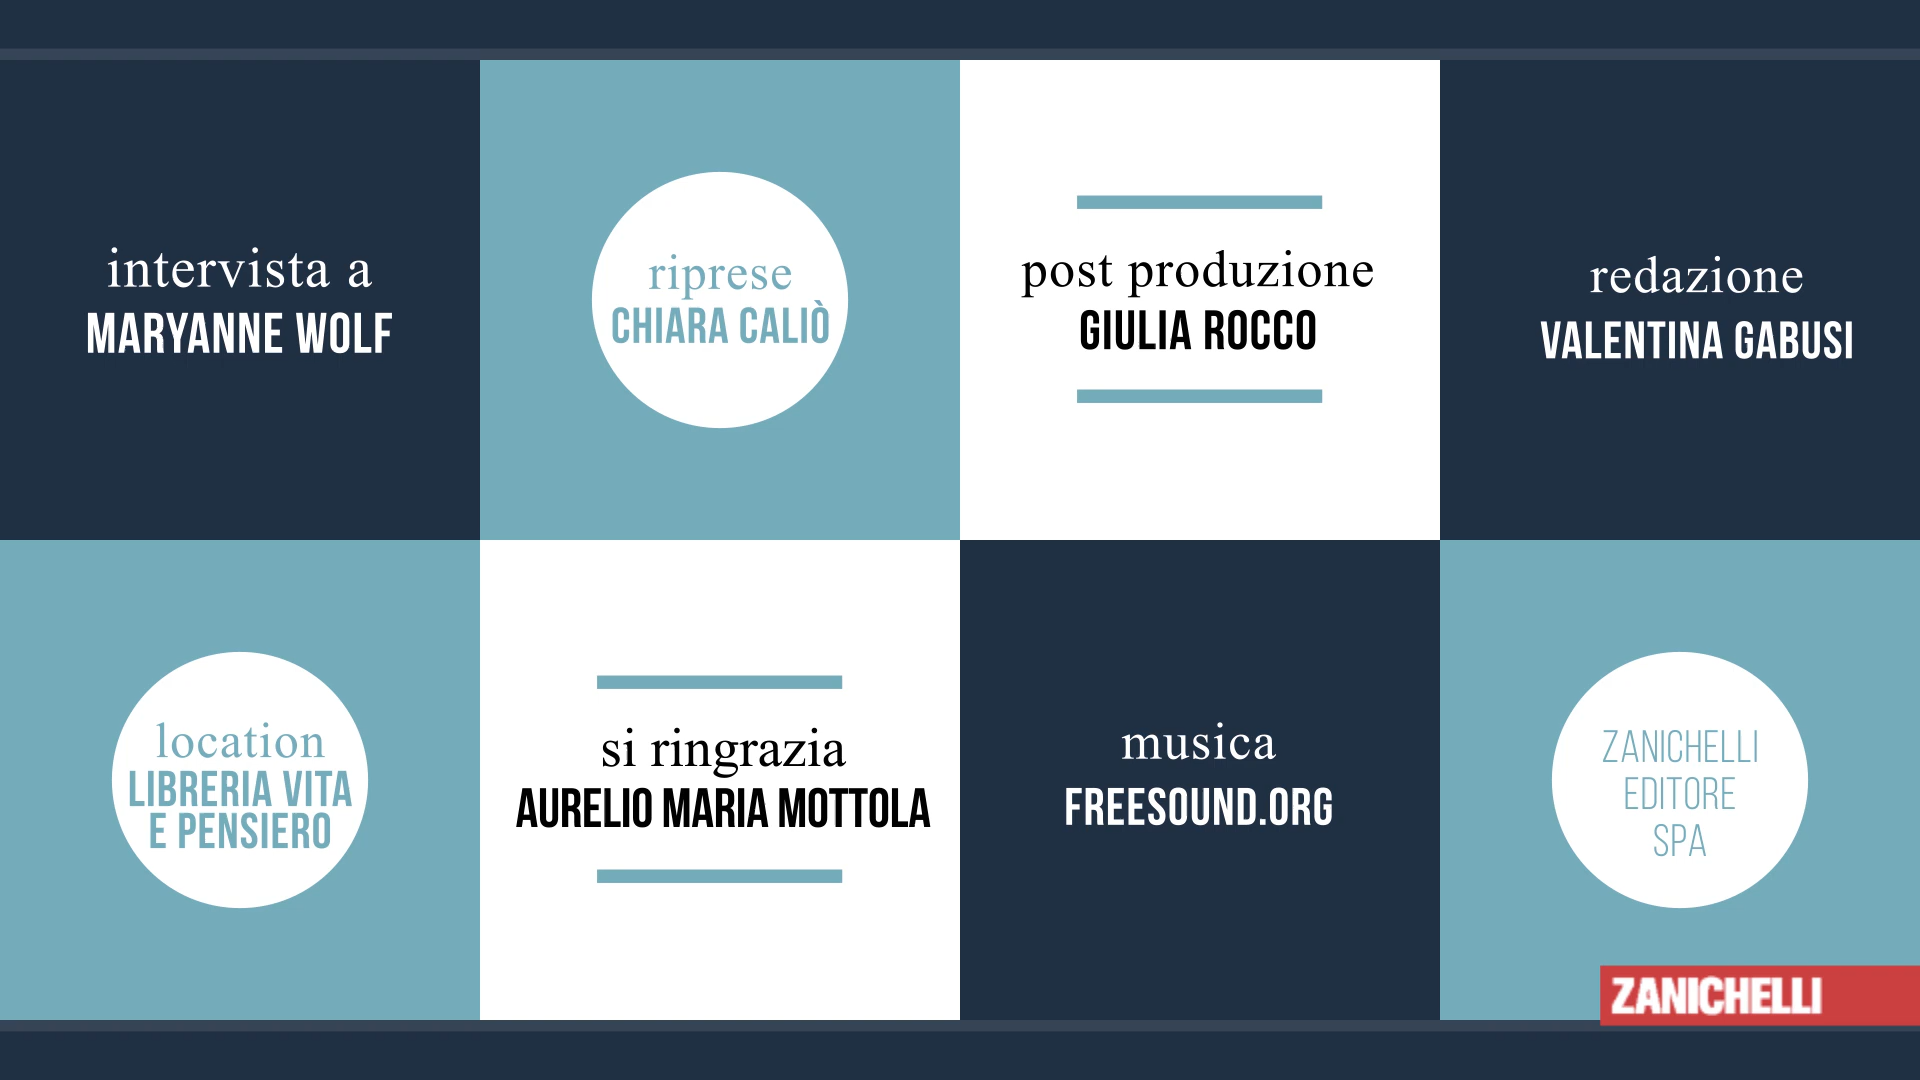 intervista a
MARYANNE WOLF
riprese
CHIARA CALIÒ
post produzione
GIULIA ROCCO
redazione
VALENTINA GABUSI
location
LIBRERIA VITA
E PENSIERO
si ringrazia
AURELIO MARIA MOTTOLA
musica
FREESOUND.ORG
ZANICHELLI
EDITORE
SPA
ZANICHELLI